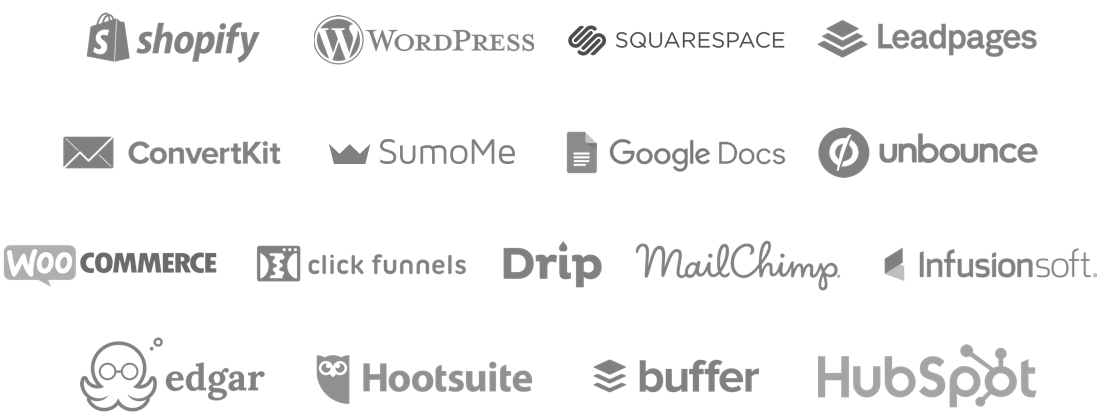 shopify WORDPRESS SQUARESPACE Leadpages
ConvertKit SumoMe Google Docs unbounce
WOO COMMERCE click funnels Drip MailChimp. Infusionsoft.
edgar Hootsuite buffer HubSpot